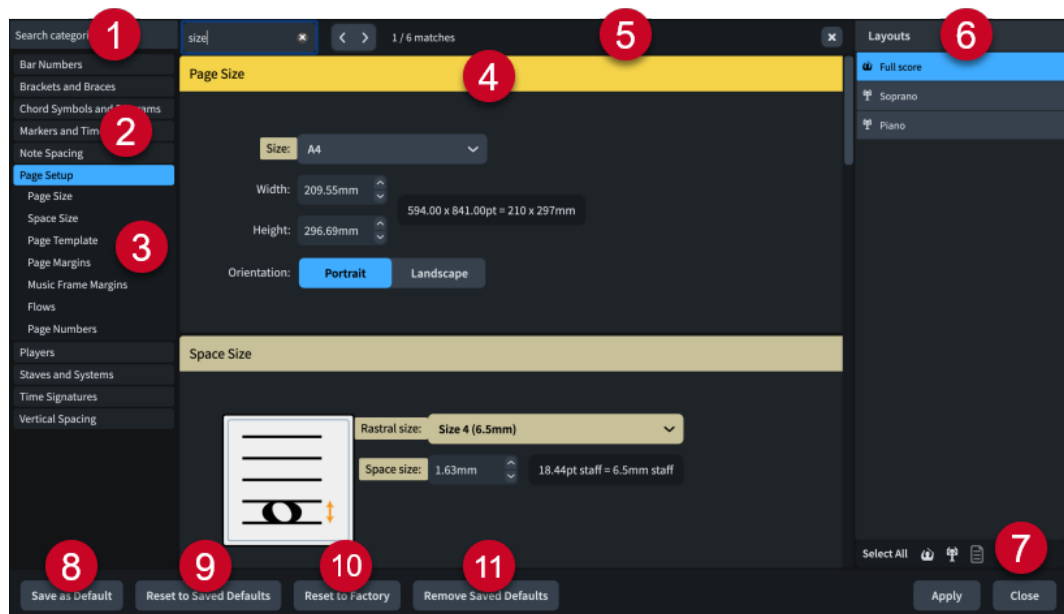 Search categori
1
size
1 / 6 matches
5
Layouts
6
Bar Numbers
Brackets and Braces
Chord Symbols and
Markers and Tim
2
Note Spacing
Page Setup
Page Size
Space Size
Page Template
3
Page Margins
Music Frame Margins
Flows
Page Numbers
Players
Staves and Systems
Time Signatures
Vertical Spacing
Page Size
4
Size: A4
Width: 209.55mm
594.00 x 841.00pt = 210 x 297mm
Height: 296.69mm
Orientation: Portrait Landscape
Space Size
Rastral size: Size 4 (6.5mm)
Space size: 1.63mm 18.44pt staff = 6.5mm staff
Full score
Soprano
Piano
Select All
7
8
9
10
11
Save as Default
Reset to Saved Defaults
Reset to Factory
Remove Saved Defaults
Apply
Close